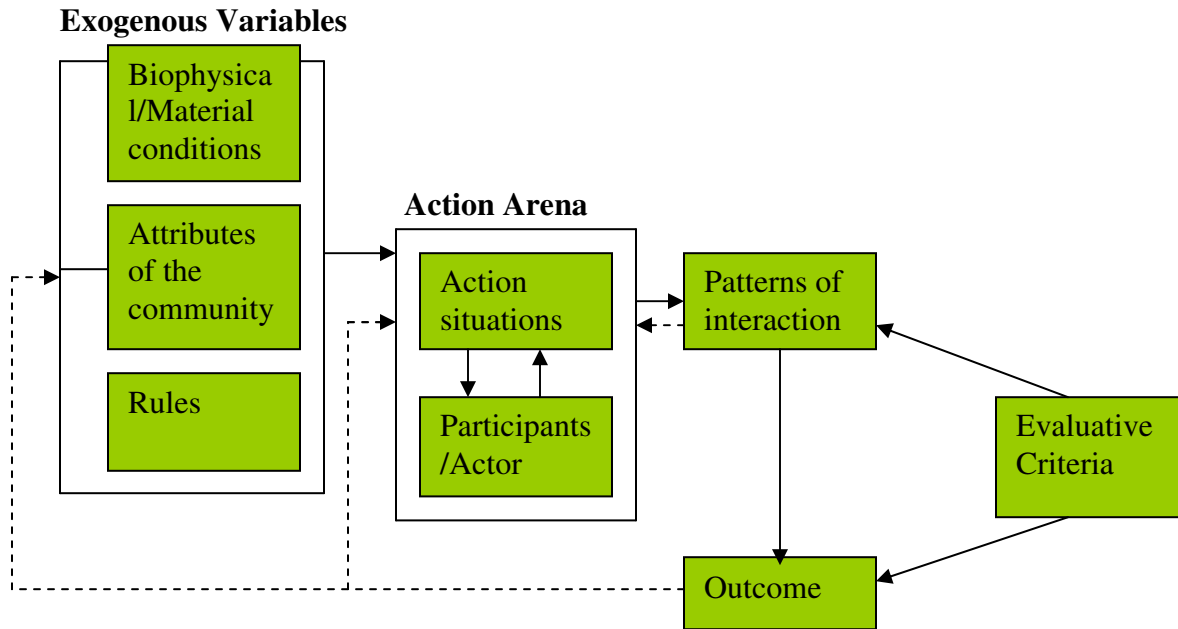 Exogenous Variables
Biophysica
l/Material
conditions
Attributes
of the
community
Rules
Action Arena
Action
situations
Participants
/Actor
Patterns of
interaction
Outcome
Evaluative
Criteria